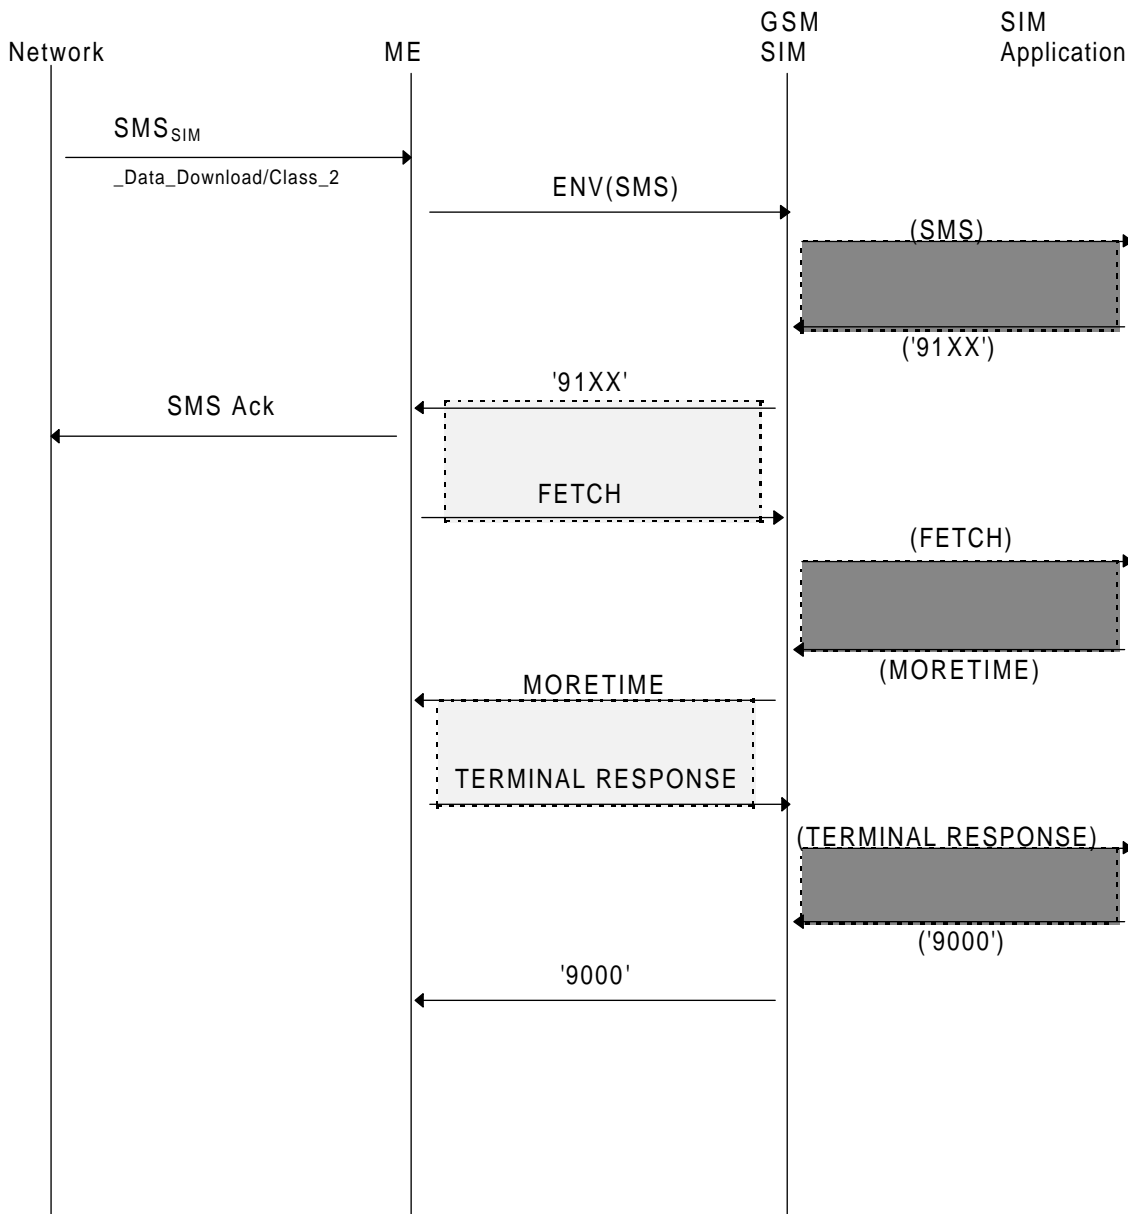 GSM
SIM
Network
ME
SIM
Application
SMSSIM
_Data_Download/Class_2
ENV(SMS)
(SMS)
('91XX')
'91XX'
SMS Ack
FETCH
(FETCH)
(MORETIME)
MORETIME
TERMINAL RESPONSE
(TERMINAL RESPONSE)
('9000')
'9000'